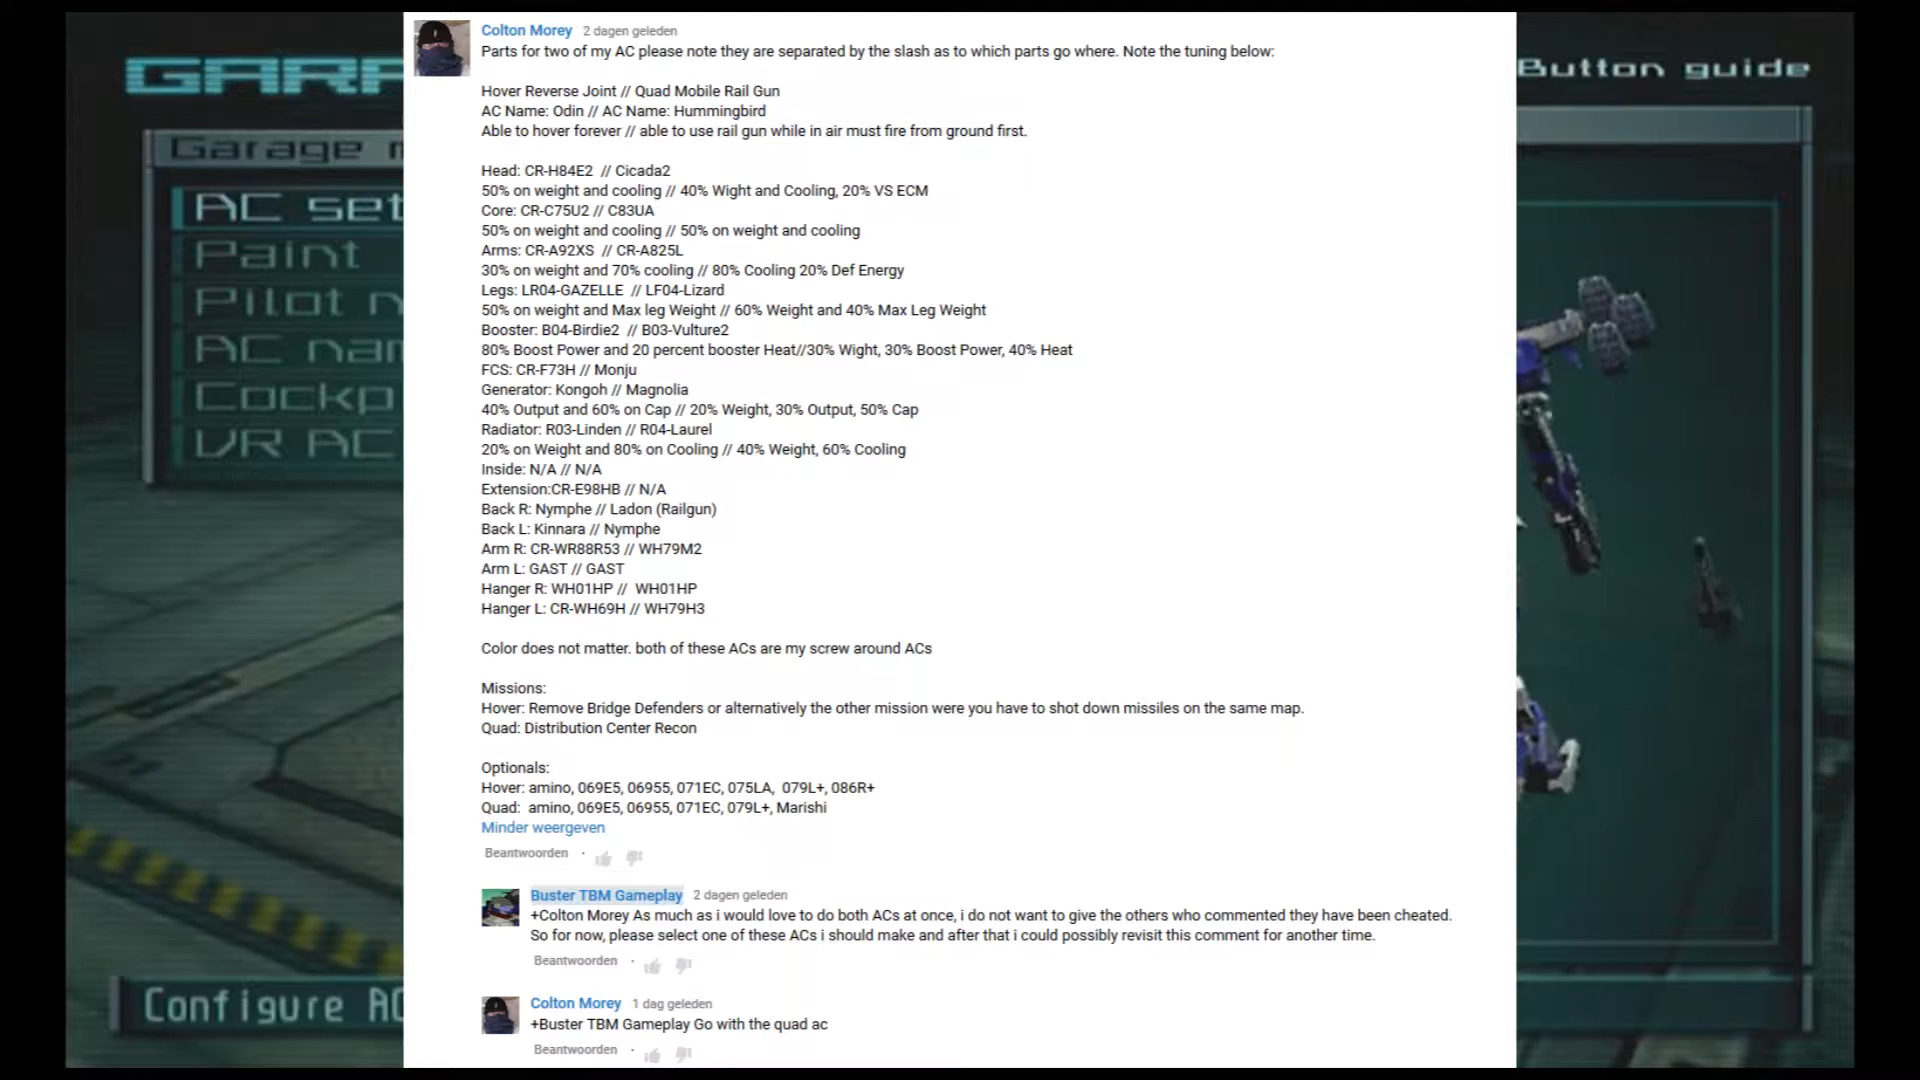 GARA
Button guide
Garage m
AC set
Paint
Pilot n
AC nam
Cockp
VR AC
Configure AC
Colton Morey 2 dagen geleden
Parts for two of my AC please note they are separated by the slash as to which parts go where. Note the tuning below:
Hover Reverse Joint // Quad Mobile Rail Gun
AC Name: Odin // AC Name: Hummingbird
Able to hover forever // able to use rail gun while in air must fire from ground first.
Head: CR-H84E2 // Cicada2
50% on weight and cooling // 40% Wight and Cooling, 20% VS ECM
Core: CR-C75U2 // C83UA
50% on weight and cooling // 50% on weight and cooling
Arms: CR-A92XS // CR-A825L
30% on weight and 70% cooling // 80% Cooling 20% Def Energy
Legs: LR04-GAZELLE // LF04-Lizard
50% on weight and Max leg Weight // 60% Weight and 40% Max Leg Weight
Booster: B04-Birdie2 // B03-Vulture2
80% Boost Power and 20 percent booster Heat//30% Wight, 30% Boost Power, 40% Heat
FCS: CR-F73H // Monju
Generator: Kongoh // Magnolia
40% Output and 60% on Cap // 20% Weight, 30% Output, 50% Cap
Radiator: R03-Linden // R04-Laurel
20% on Weight and 80% on Cooling // 40% Weight, 60% Cooling
Inside: N/A // N/A
Extension:CR-E98HB // N/A
Back R: Nymphe // Ladon (Railgun)
Back L: Kinnara // Nymphe
Arm R: CR-WR88R53 // WH79M2
Arm L: GAST // GAST
Hanger R: WH01HP // WH01HP
Hanger L: CR-WH69H // WH79H3
Color does not matter. both of these ACs are my screw around ACs
Missions:
Hover: Remove Bridge Defenders or alternatively the other mission were you have to shot down missiles on the same map.
Quad: Distribution Center Recon
Optionals:
Hover: amino, 069E5, 06955, 071EC, 075LA, 079L+, 086R+
Quad: amino, 069E5, 06955, 071EC, 079L+, Marishi
Minder weergeven
Beantwoorden ·
Buster TBM Gameplay 2 dagen geleden
+Colton Morey As much as i would love to do both ACs at once, i do not want to give the others who commented they have been cheated.
So for now, please select one of these ACs i should make and after that i could possibly revisit this comment for another time.
Beantwoorden ·
Colton Morey 1 dag geleden
+Buster TBM Gameplay Go with the quad ac
Beantwoorden ·